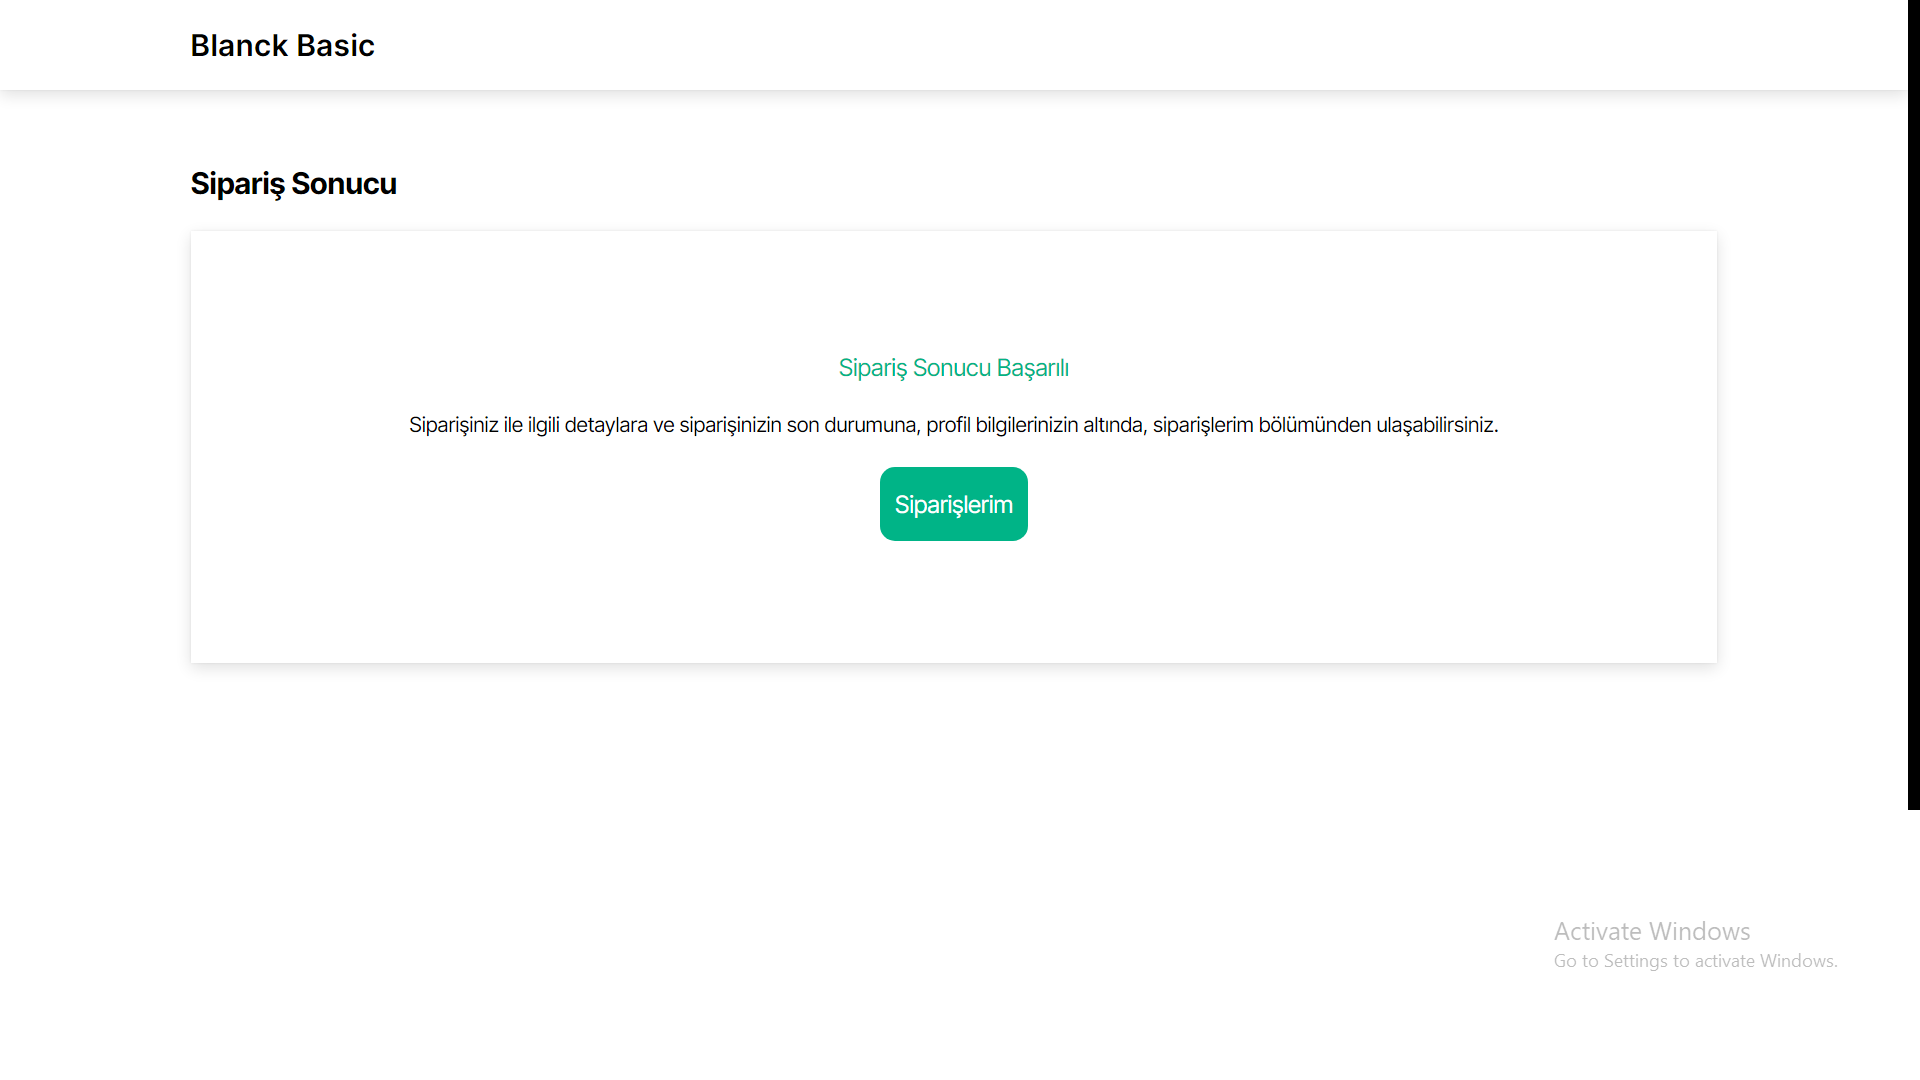 Blanck Basic
Sipariş Sonucu
Sipariş Sonucu Başarılı
Siparişiniz ile ilgili detaylara ve siparişinizin son durumuna, profil bilgilerinizin altında, siparişlerim bölümünden ulaşabilirsiniz.
Siparişlerim
Activate Windows
Go to Settings to activate Windows.